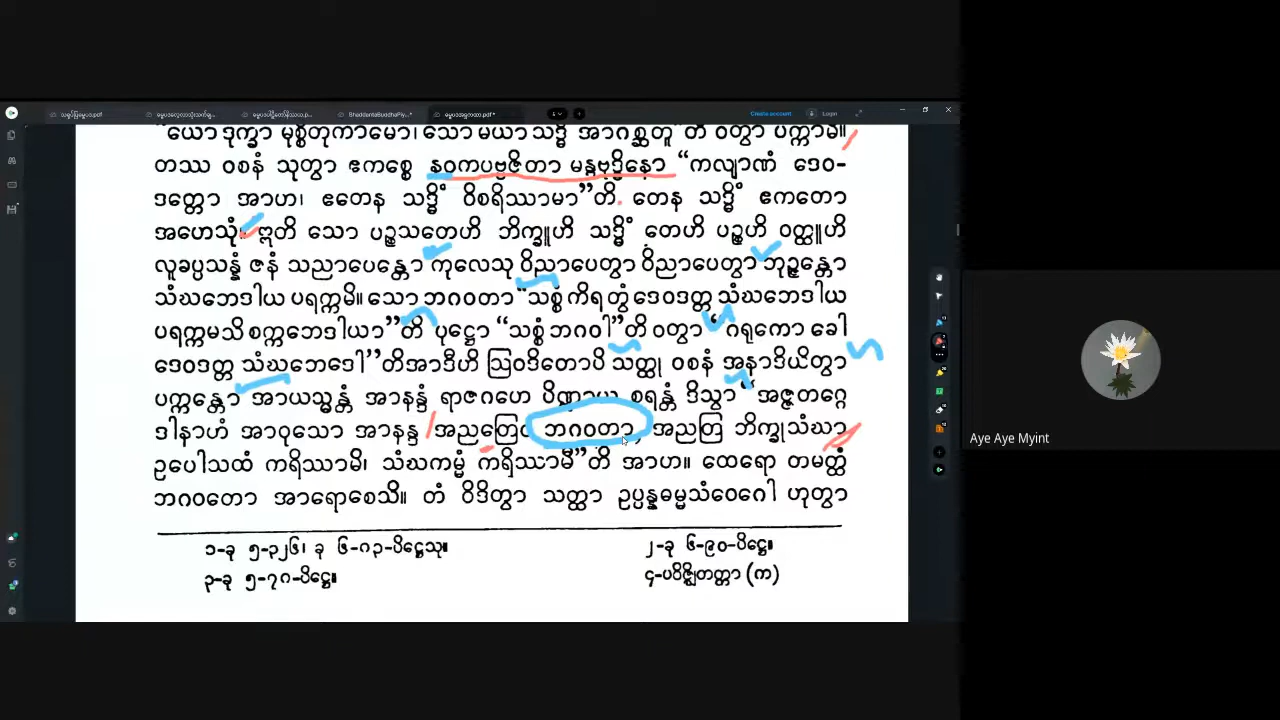 BhaddantaBuddhaPiy...*
Create account
Login
“ယော ဒုက္ခာ မုစ္စိတုကာမော၊ သော မယာ သဒ္ဓိံ အာဂစ္ဆတူ”တိ ဝတွာ ပက္ကာမိ။
တဿ ဝစနံ သုတွာ ဧကစ္စေ နဝကပဗ္ဗဇိတာ မန္ဒဗုဒ္ဓိနော “ကလျာဏံ ဒေဝ-
ဒတ္တော အာဟ၊ ဧတေန သဒ္ဓိံ ဝိစရိဿာမာ”တိ တေန သဒ္ဓိံ ဧကတော
အဟေသုံ။ ဣတိ သော ပဉ္စသတေဟိ ဘိက္ခူဟိ သဒ္ဓိံ တေဟိ ပဉ္စဟိ ဝတ္ထူဟိ
လူခပ္ပသန္နံ ဇနံ သညာပေန္တော ကုလေသု ဝိညာပေတွာ ဝိညာပေတွာ ဘုဉ္ဇန္တော
သံဃဘေဒါယ ပရက္ကမိ။ သော ဘဂဝတာ “သစ္စံ ကိရ တွံ ဒေဝဒတ္တ သံဃဘေဒါယ
ပရက္ကမသိ စက္ကဘေဒါယာ”တိ ပုဋ္ဌော “သစ္စံ ဘဂဝါ”တိ ဝတွာ “ဂရုကော ခေါ
ဒေဝဒတ္တ သံဃဘေဒေါ”တိအာဒီဟိ ဩဝဒိတောပိ သတ္ထု ဝစနံ အနာဒိယိတွာ
ပက္ကန္တော အာယသ္မန္တံ အာနန္ဒံ ရာဇဂဟေ ပိဏ္ဍာယ စရန္တံ ဒိသွာ “အဇ္ဇတဂ္ဂေ
ဒါနာဟံ အာဝုသော အာနန္ဒ အညတြေဝ ဘဂဝတာ, အညတြ ဘိက္ခုသံဃာ
ဥပေါသထံ ကရိဿာမိ၊ သံဃကမ္မံ ကရိဿာမီ”တိ အာဟ။ ထေရော တမတ္ထံ
ဘဂဝတော အာရောစေသိ။ တံ ဝိဒိတွာ သတ္ထာ ဥပ္ပန္နဓမ္မသံဝေဂေါ ဟုတွာ
၁-ခု ၅-၃၂၆၊ ခု ၆-၈၃-ပိဋ္ဌေသု။
၂-ခု ၆-၉၀-ပိဋ္ဌေ။
၃-ခု ၅-၇၈-ပိဋ္ဌေ။
၄-ပဝိဇ္ဈိတတ္တာ (က)
Aye Aye Myint